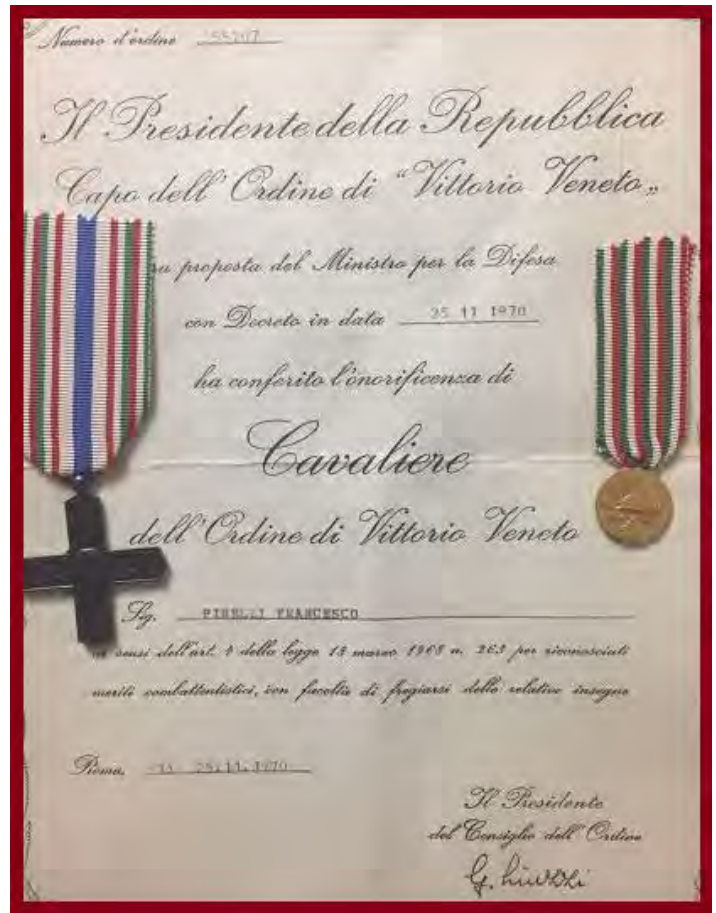 Numero d'ordine
Il Presidente della Repubblica
Capo dell'Ordine di "Vittorio Veneto"
proposta del Ministro per la Difesa
con Decreto in data 25 11 1970
ha conferito l'onorificenza di
Cavaliere
dell'Ordine di Vittorio Veneto
Sig. PIRELLI FRANCESCO
sensi dell'art. 4 della legge 18 marzo 1968 n. 263 per riconosciuti
meriti combattentistici, con facoltà di fregiarsi delle relative insegne
Roma, 25.11.1970
Il Presidente
del Consiglio dell'Ordine